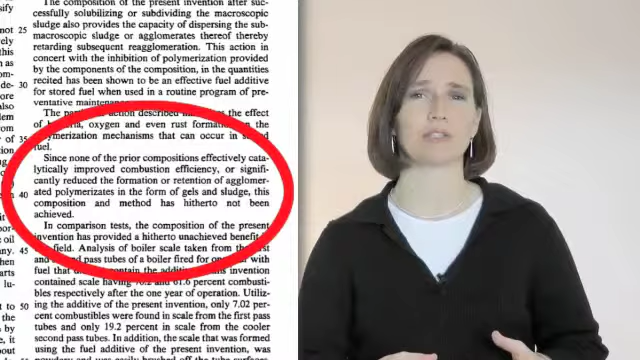 The composition of the present invention after suc-
cessfully solubilizing or subdividing the macroscopic
sludge also provides the capacity of dispersing the sub-
macroscopic sludge or agglomerates thereof thereby
retarding subsequent reagglomeration. This action in
concert with the inhibition of polymerization provided
by the components of the composition, in the quantities
recited has been shown to be an effective fuel additive
for stored fuel when used in a routine program of pre-
ventative maintenance.
The action described the effect
of oxygen and even rust on the
polymerization mechanisms that can occur in
fuel.
Since none of the prior compositions effectively cata-
lytically improved combustion efficiency, or signifi-
cantly reduced the formation or retention of agglomer-
ated polymerizates in the form of gels and sludge, this
composition and method has hitherto not been
achieved.
In comparison tests, the composition of the present
invention has provided a hitherto unachieved benefit
field. Analysis of boiler scale taken from the first
and pass tubes of a boiler fired for with
fuel that the invention
contained scale having and 61.6 percent combusti-
bles respectively after the one year of operation. Utiliz-
ing the additive of the present invention, only 7.02 per-
cent combustibles were found in scale from the first pass
tubes and only 19.2 percent in scale from the cooler
second pass tubes. In addition, the scale that was formed
using the fuel additive of the present invention, was
25
30
35
40
45
50